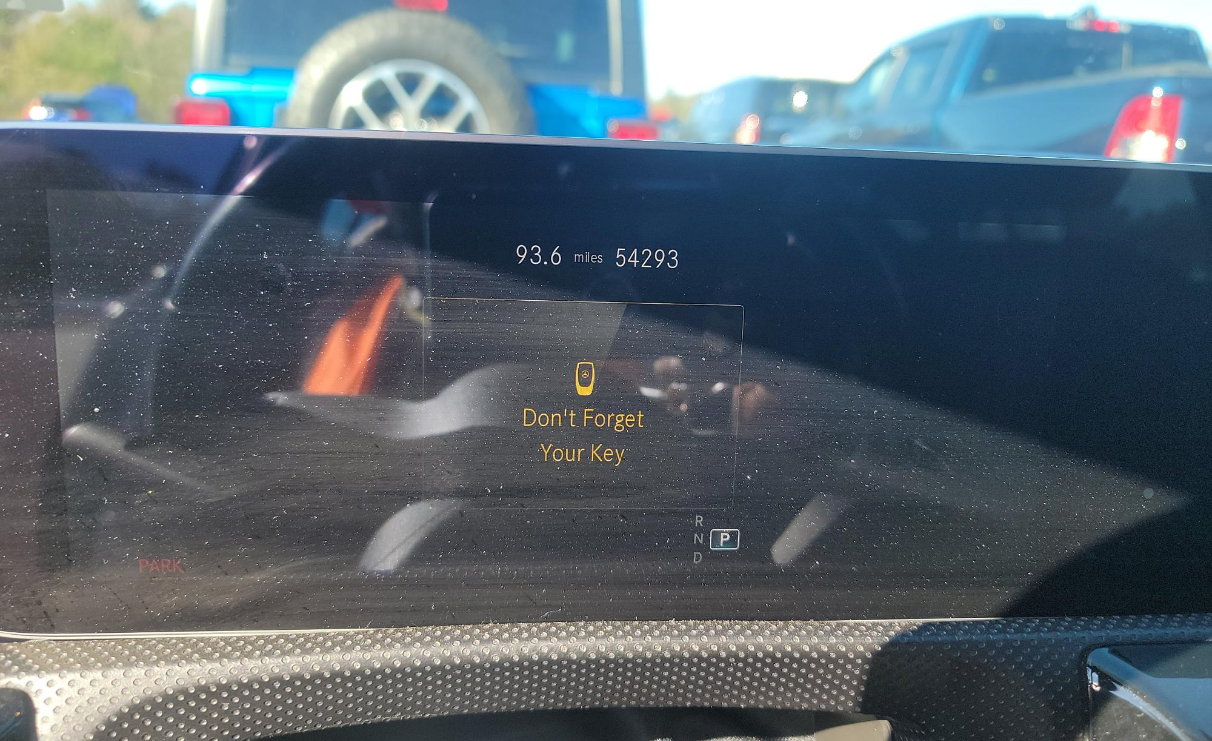 93.6 miles 54293
Don't Forget
Your Key
R
N P
D
PARK